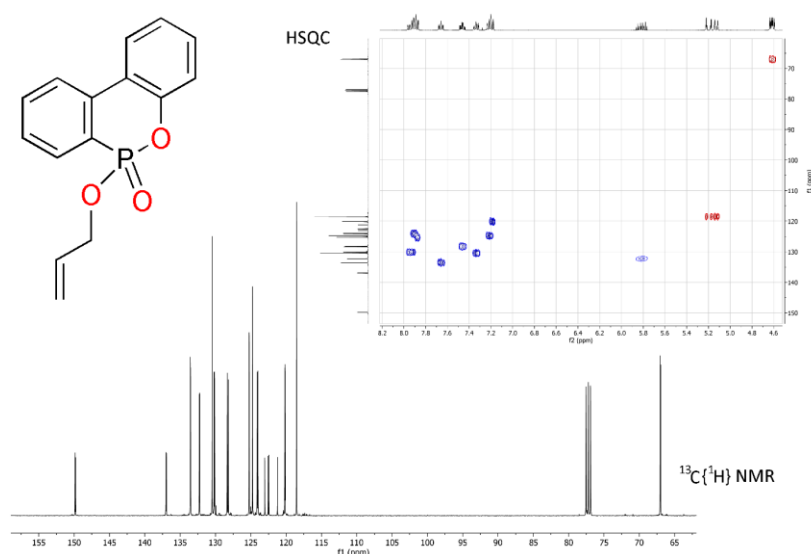 HSQC
O
P
O
O
70
80
90
100
110
120
130
140
150
f1 (ppm)
8.2 8.0 7.8 7.6 7.4 7.2 7.0 6.8 6.6 6.4 6.2 6.0 5.8 5.6 5.4 5.2 5.0 4.8 4.6
f2 (ppm)
13C{1H} NMR
155 150 145 140 135 130 125 120 115 110 105 100 95 90 85 80 75 70 65
f1 (ppm)